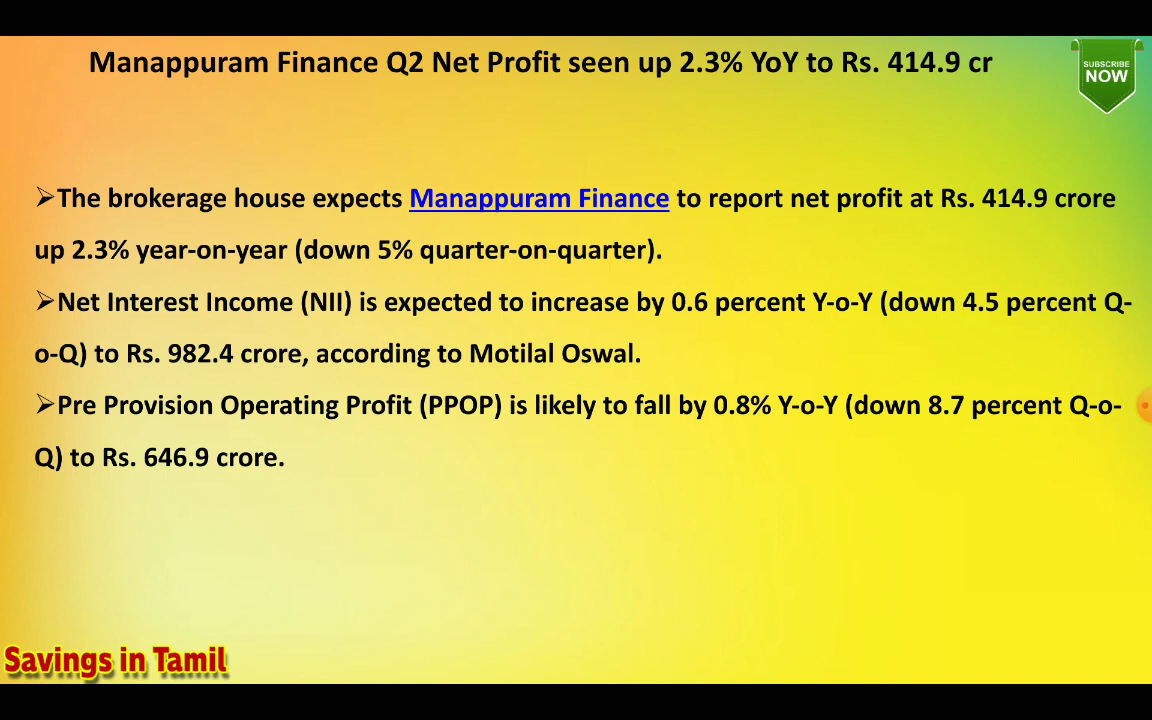 Manappuram Finance Q2 Net Profit seen up 2.3% YoY to Rs. 414.9 cr
SUBSCRIBE
NOW
➢The brokerage house expects Manappuram Finance to report net profit at Rs. 414.9 crore
up 2.3% year-on-year (down 5% quarter-on-quarter).
➢Net Interest Income (NII) is expected to increase by 0.6 percent Y-o-Y (down 4.5 percent Q-
o-Q) to Rs. 982.4 crore, according to Motilal Oswal.
➢Pre Provision Operating Profit (PPOP) is likely to fall by 0.8% Y-o-Y (down 8.7 percent Q-o-
Q) to Rs. 646.9 crore.
Savings in Tamil